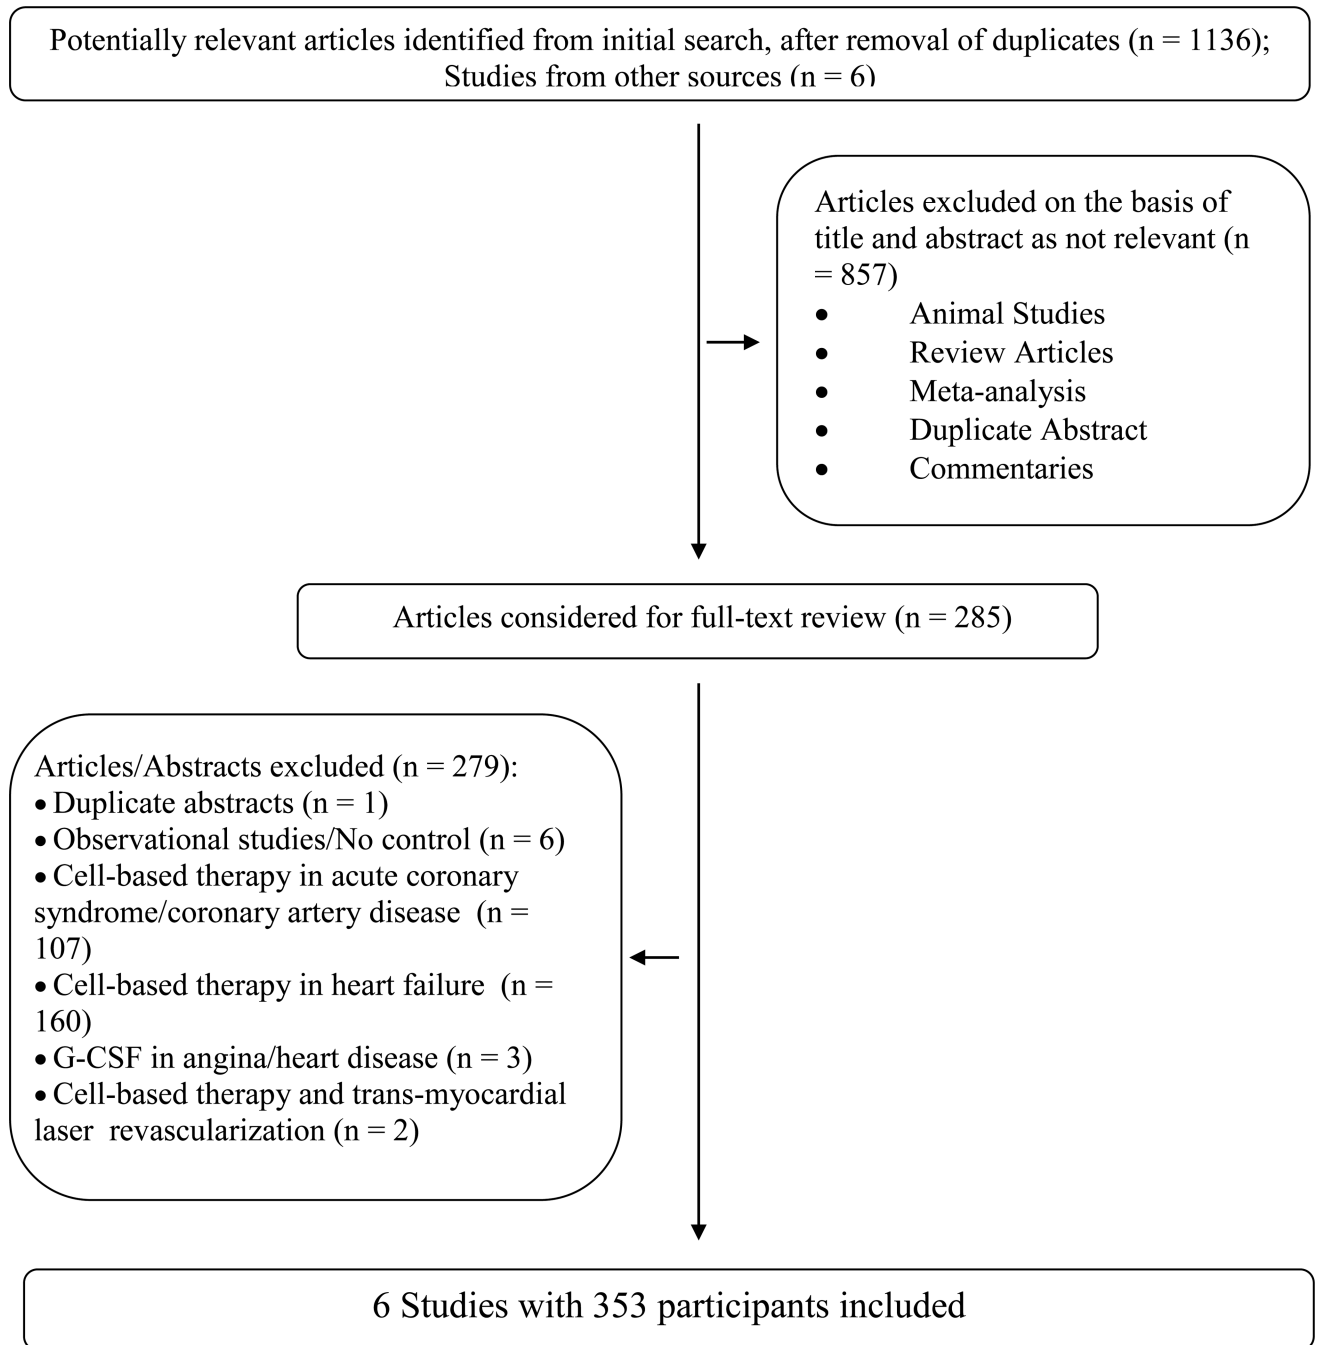 Potentially relevant articles identified from initial search, after removal of duplicates (n = 1136);
Studies from other sources (n = 6)
Articles excluded on the basis of
title and abstract as not relevant (n
= 857)
• Animal Studies
• Review Articles
• Meta-analysis
• Duplicate Abstract
• Commentaries
Articles considered for full-text review (n = 285)
Articles/Abstracts excluded (n = 279):
• Duplicate abstracts (n = 1)
• Observational studies/No control (n = 6)
• Cell-based therapy in acute coronary
syndrome/coronary artery disease (n =
107)
• Cell-based therapy in heart failure (n =
160)
• G-CSF in angina/heart disease (n = 3)
• Cell-based therapy and trans-myocardial
laser revascularization (n = 2)
6 Studies with 353 participants included